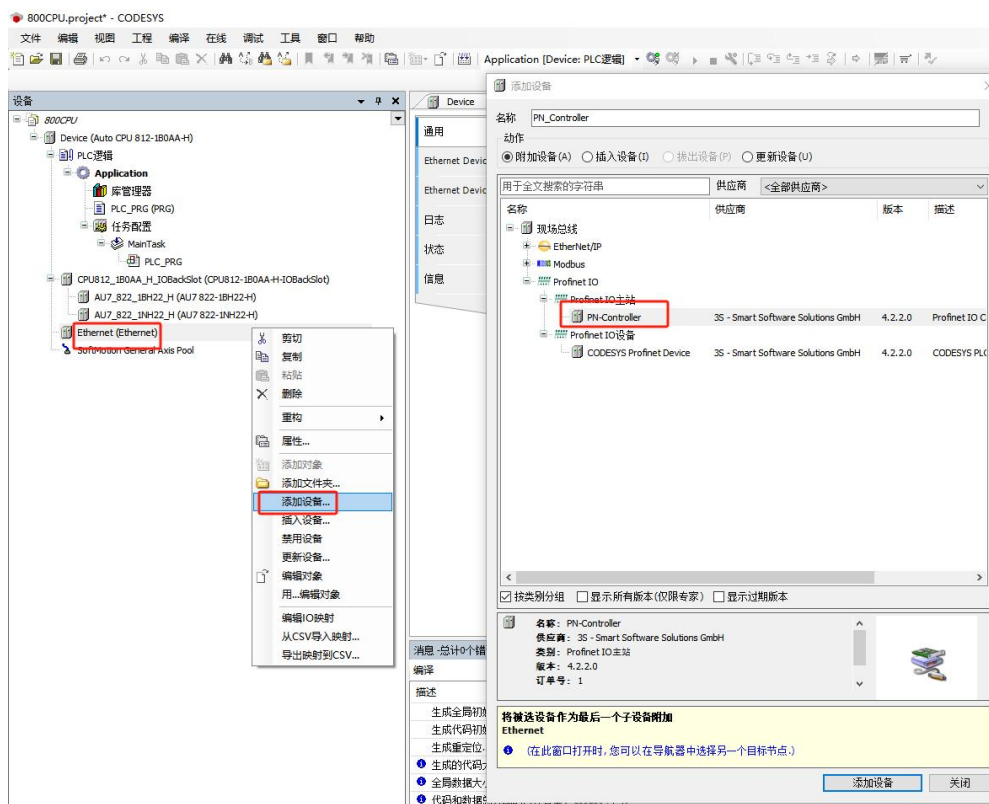 800CPU.project* - CODESYS
文件 编辑 视图 工程 编译 在线 调试 工具 窗口 帮助
Application [Device: PLC逻辑]
设备
800CPU
Device (Auto CPU 812-1B0AA-H)
PLC逻辑
Application
库管理器
PLC_PRG (PRG)
任务配置
MainTask
PLC_PRG
CPU812_1B0AA_H_IOBackSlot (CPU812-1B0AA-H-IOBackSlot)
AU7_822_1BH22_H (AU7 822-1BH22-H)
AU7_822_1NH22_H (AU7 822-1NH22-H)
Ethernet (Ethernet)
SoftMotion General Axis Pool
剪切
复制
粘贴
删除
重构
属性...
添加对象
添加文件夹...
添加设备...
插入设备...
禁用设备
更新设备...
编辑对象
用...编辑对象
编辑IO映射
从CSV导入映射...
导出映射到CSV...
Device
通用
Ethernet Devic
Ethernet Devic
日志
状态
信息
消息 -总计0个错
编译
描述
生成全局初始
生成代码初始
生成重定位.
生成的代码大
全局数据大小
添加设备
名称 PN_Controller
动作
附加设备(A) 插入设备(I) 拔出设备(P) 更新设备(U)
用于全文搜索的字符串 供应商 <全部供应商>
名称 供应商 版本 描述
现场总线
EtherNet/IP
Modbus
Profinet IO
Profinet IO主站
PN-Controller 3S - Smart Software Solutions GmbH 4.2.2.0 Profinet IO C
Profinet IO设备
CODESYS Profinet Device 3S - Smart Software Solutions GmbH 4.2.2.0 CODESYS PLC
按类别分组 显示所有版本(仅限专家) 显示过期版本
名称: PN-Controller
供应商: 3S - Smart Software Solutions GmbH
类别: Profinet IO主站
版本: 4.2.2.0
订单号: 1
将被选设备作为最后一个子设备附加
Ethernet
(在此窗口打开时,您可以在导航器中选择另一个目标节点.)
添加设备 关闭